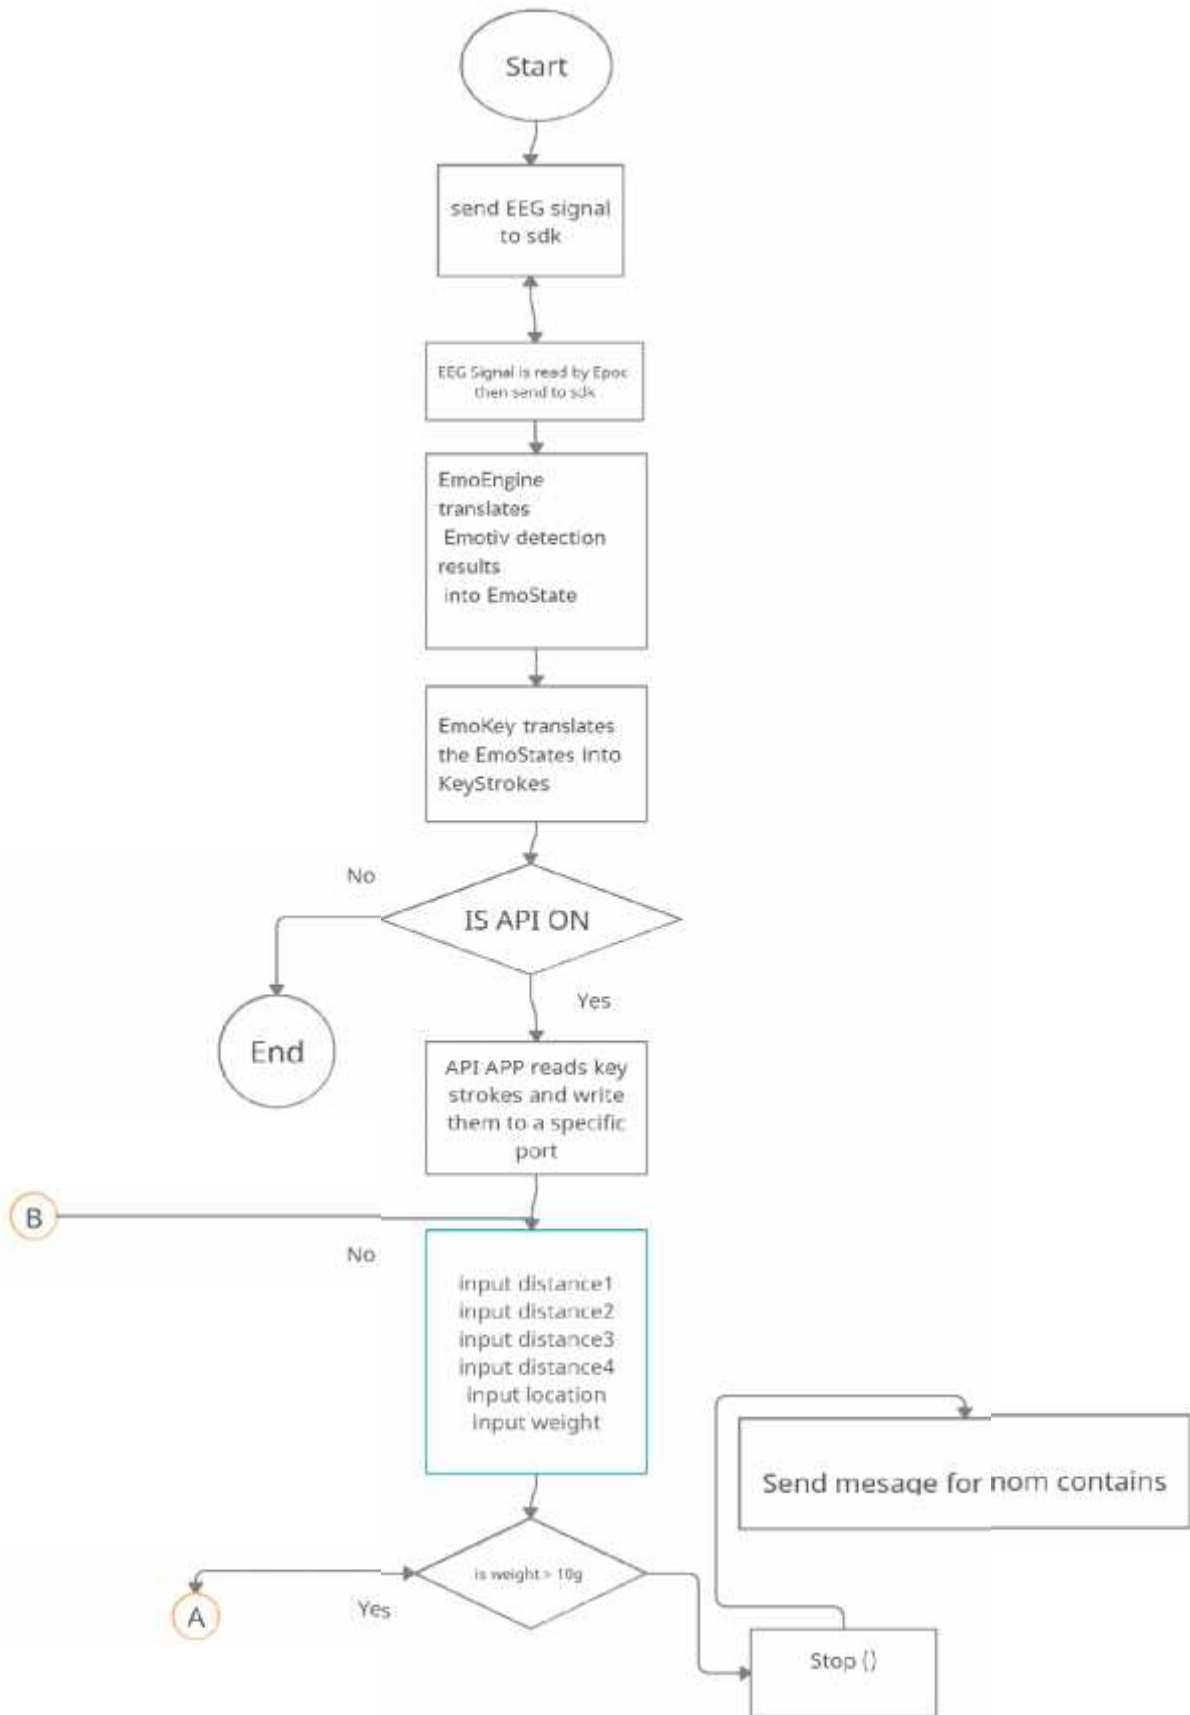 Start
send EEG signal
to sdk
EEG Signal is read by Epoc
then send to sdk
EmoEngine
translates
Emotiv detection
results
into EmoState
EmoKey translates
the EmoStates into
KeyStrokes
No
IS API ON
Yes
End
API APP reads key
strokes and write
them to a specific
port
B
No
input distance1
input distance2
input distance3
input distance4
input location
input weight
Send mesage for nom contains
is weight > 10g
A
Yes
Stop ()